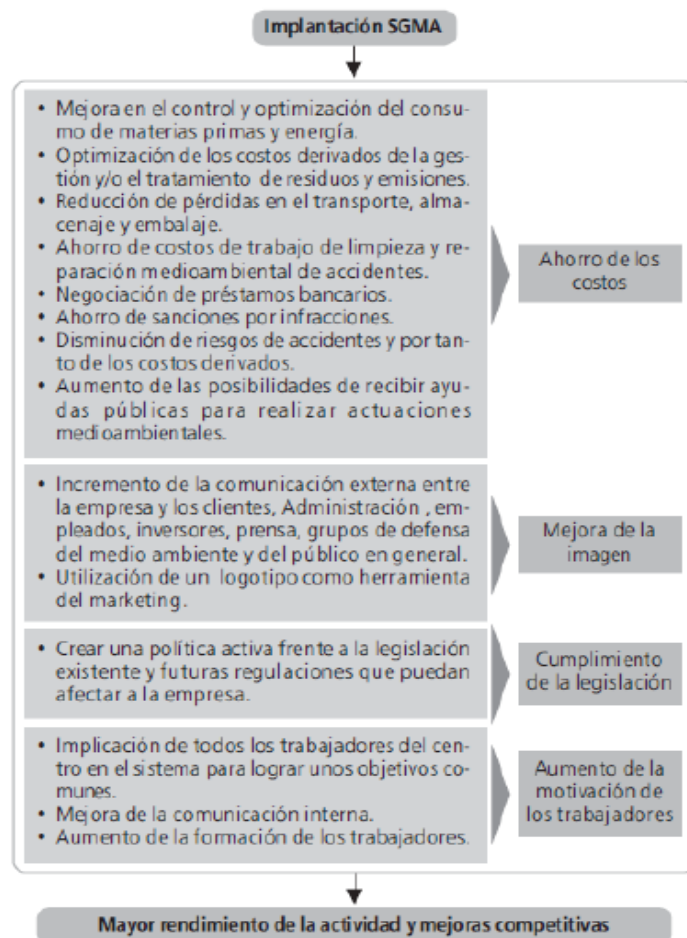 Implantación SGMA
• Mejora en el control y optimización del consu-
mo de materias primas y energía.
• Optimización de los costos derivados de la ges-
tión y/o el tratamiento de residuos y emisiones.
• Reducción de pérdidas en el transporte, alma-
cenaje y embalaje.
• Ahorro de costos de trabajo de limpieza y re-
paración medioambiental de accidentes.
• Negociación de préstamos bancarios.
• Ahorro de sanciones por infracciones.
• Disminución de riesgos de accidentes y por tan-
to de los costos derivados.
• Aumento de las posibilidades de recibir ayu-
das públicas para realizar actuaciones
medioambientales.
Ahorro de los
costos
• Incremento de la comunicación externa entre
la empresa y los clientes, Administración , em-
pleados, inversores, prensa, grupos de defensa
del medio ambiente y del público en general.
• Utilización de un logotipo como herramienta
del marketing.
Mejora de la
imagen
• Crear una política activa frente a la legislación
existente y futuras regulaciones que puedan
afectar a la empresa.
Cumplimiento
de la legislación
• Implicación de todos los trabajadores del cen-
tro en el sistema para lograr unos objetivos co-
munes.
• Mejora de la comunicación interna.
• Aumento de la formación de los trabajadores.
Aumento de la
motivación de
los trabajadores
Mayor rendimiento de la actividad y mejoras competitivas